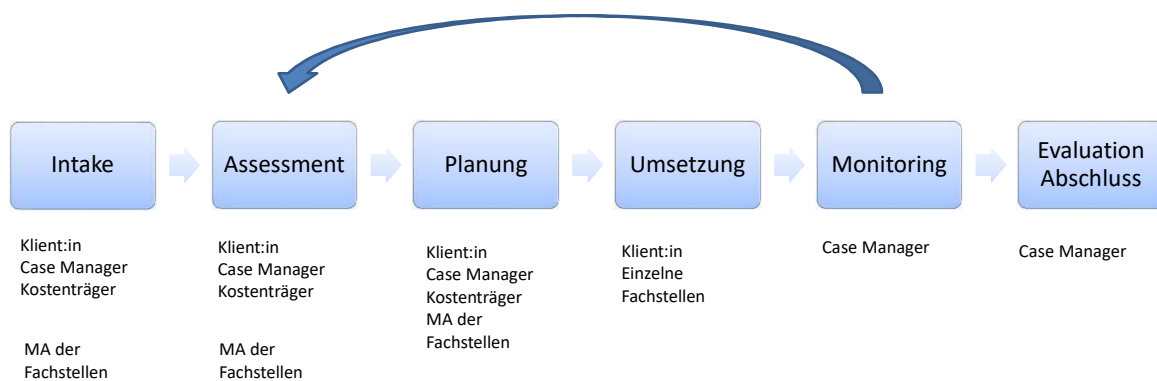 Intake
Assessment
Planung
Umsetzung
Monitoring
Evaluation
Abschluss
Klient:in
Case Manager
Kostenträger
MA der
Fachstellen
Klient:in
Case Manager
Kostenträger
MA der
Fachstellen
Klient:in
Case Manager
Kostenträger
MA der
Fachstellen
Klient:in
Einzelne
Fachstellen
Case Manager
Case Manager